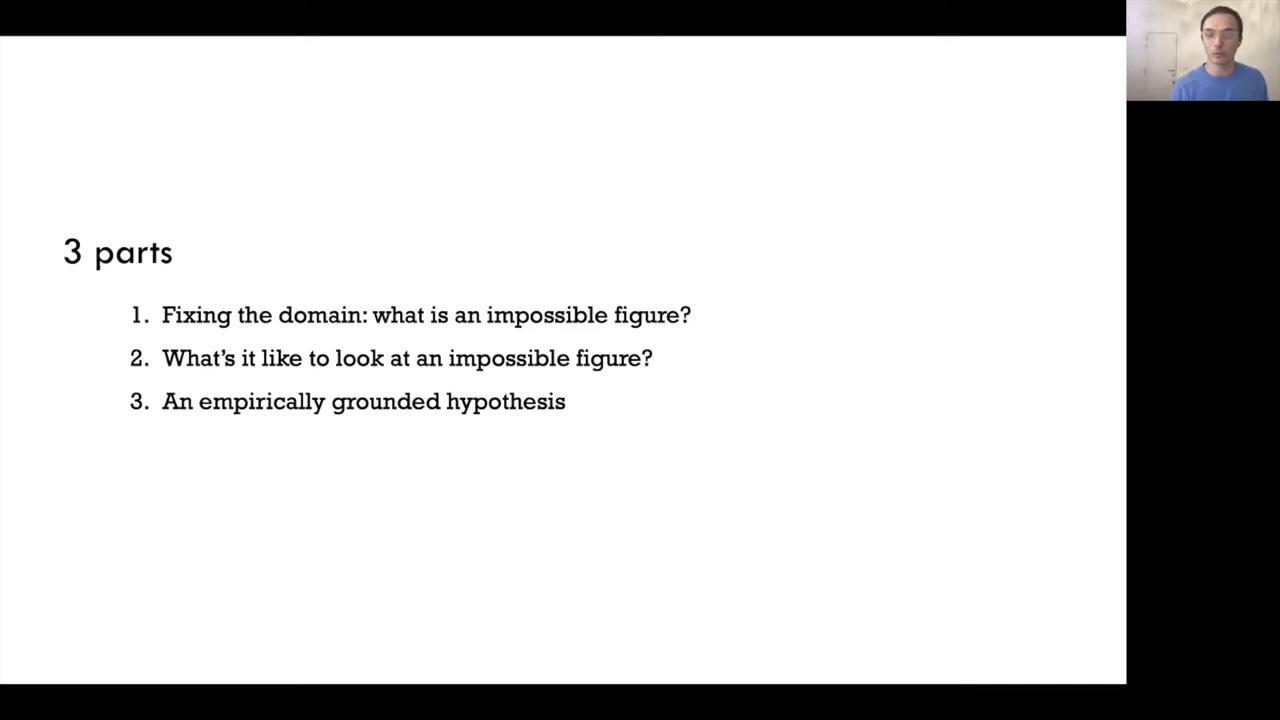 3 parts
1. Fixing the domain: what is an impossible figure?
2. What's it like to look at an impossible figure?
3. An empirically grounded hypothesis